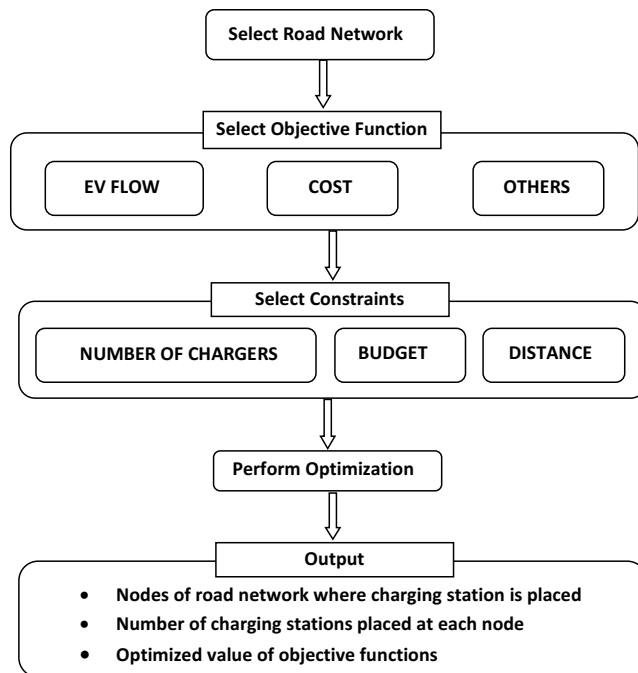 Select Road Network
Select Objective Function
EV FLOW
COST
OTHERS
Select Constraints
NUMBER OF CHARGERS
BUDGET
DISTANCE
Perform Optimization
Output
• Nodes of road network where charging station is placed
• Number of charging stations placed at each node
• Optimized value of objective functions